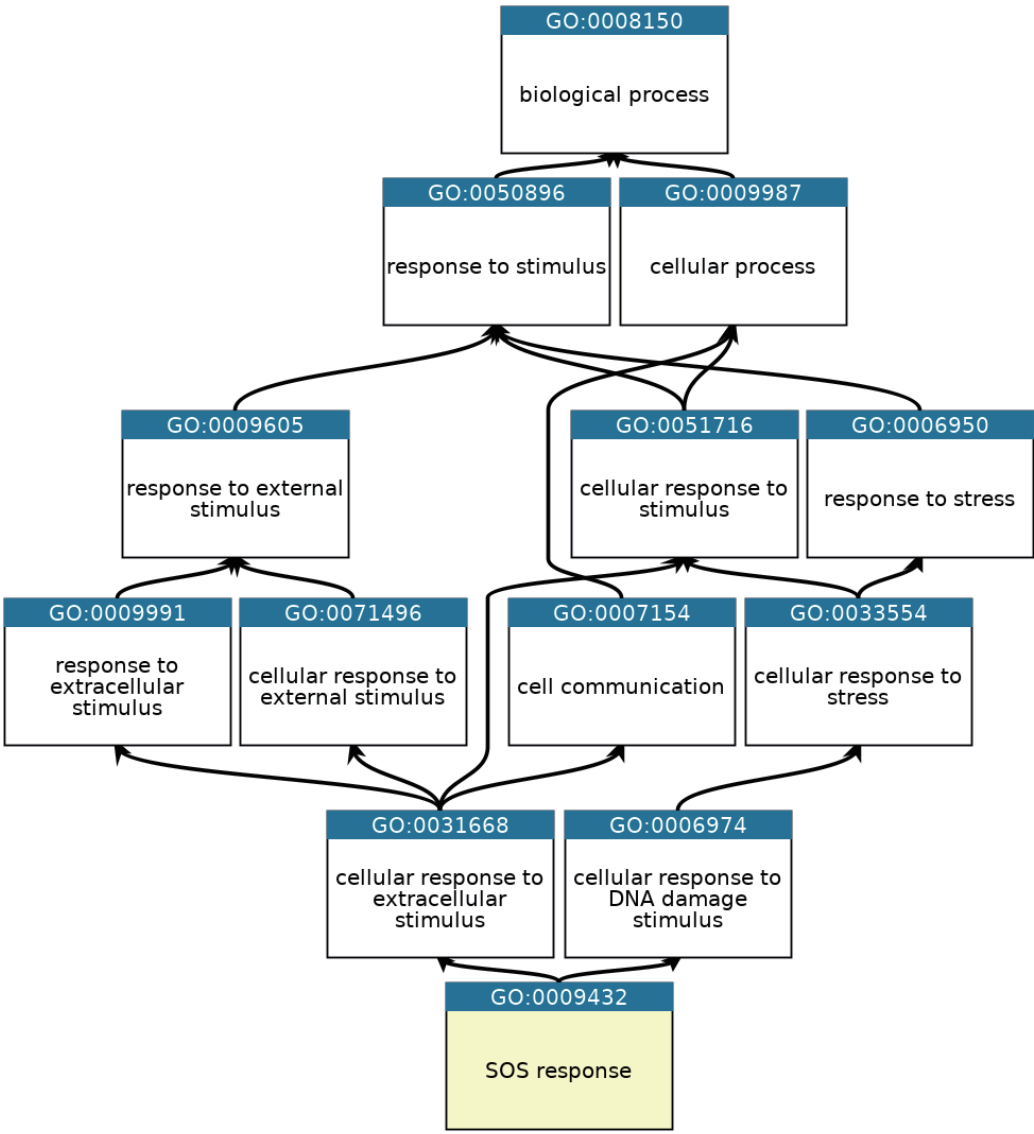 GO:0008150
biological process
GO:0050896
response to stimulus
GO:0009987
cellular process
GO:0009605
response to external
stimulus
GO:0051716
cellular response to
stimulus
GO:0006950
response to stress
GO:0009991
response to
extracellular
stimulus
GO:0071496
cellular response to
external stimulus
GO:0007154
cell communication
GO:0033554
cellular response to
stress
GO:0031668
cellular response to
extracellular
stimulus
GO:0006974
cellular response to
DNA damage
stimulus
GO:0009432
SOS response